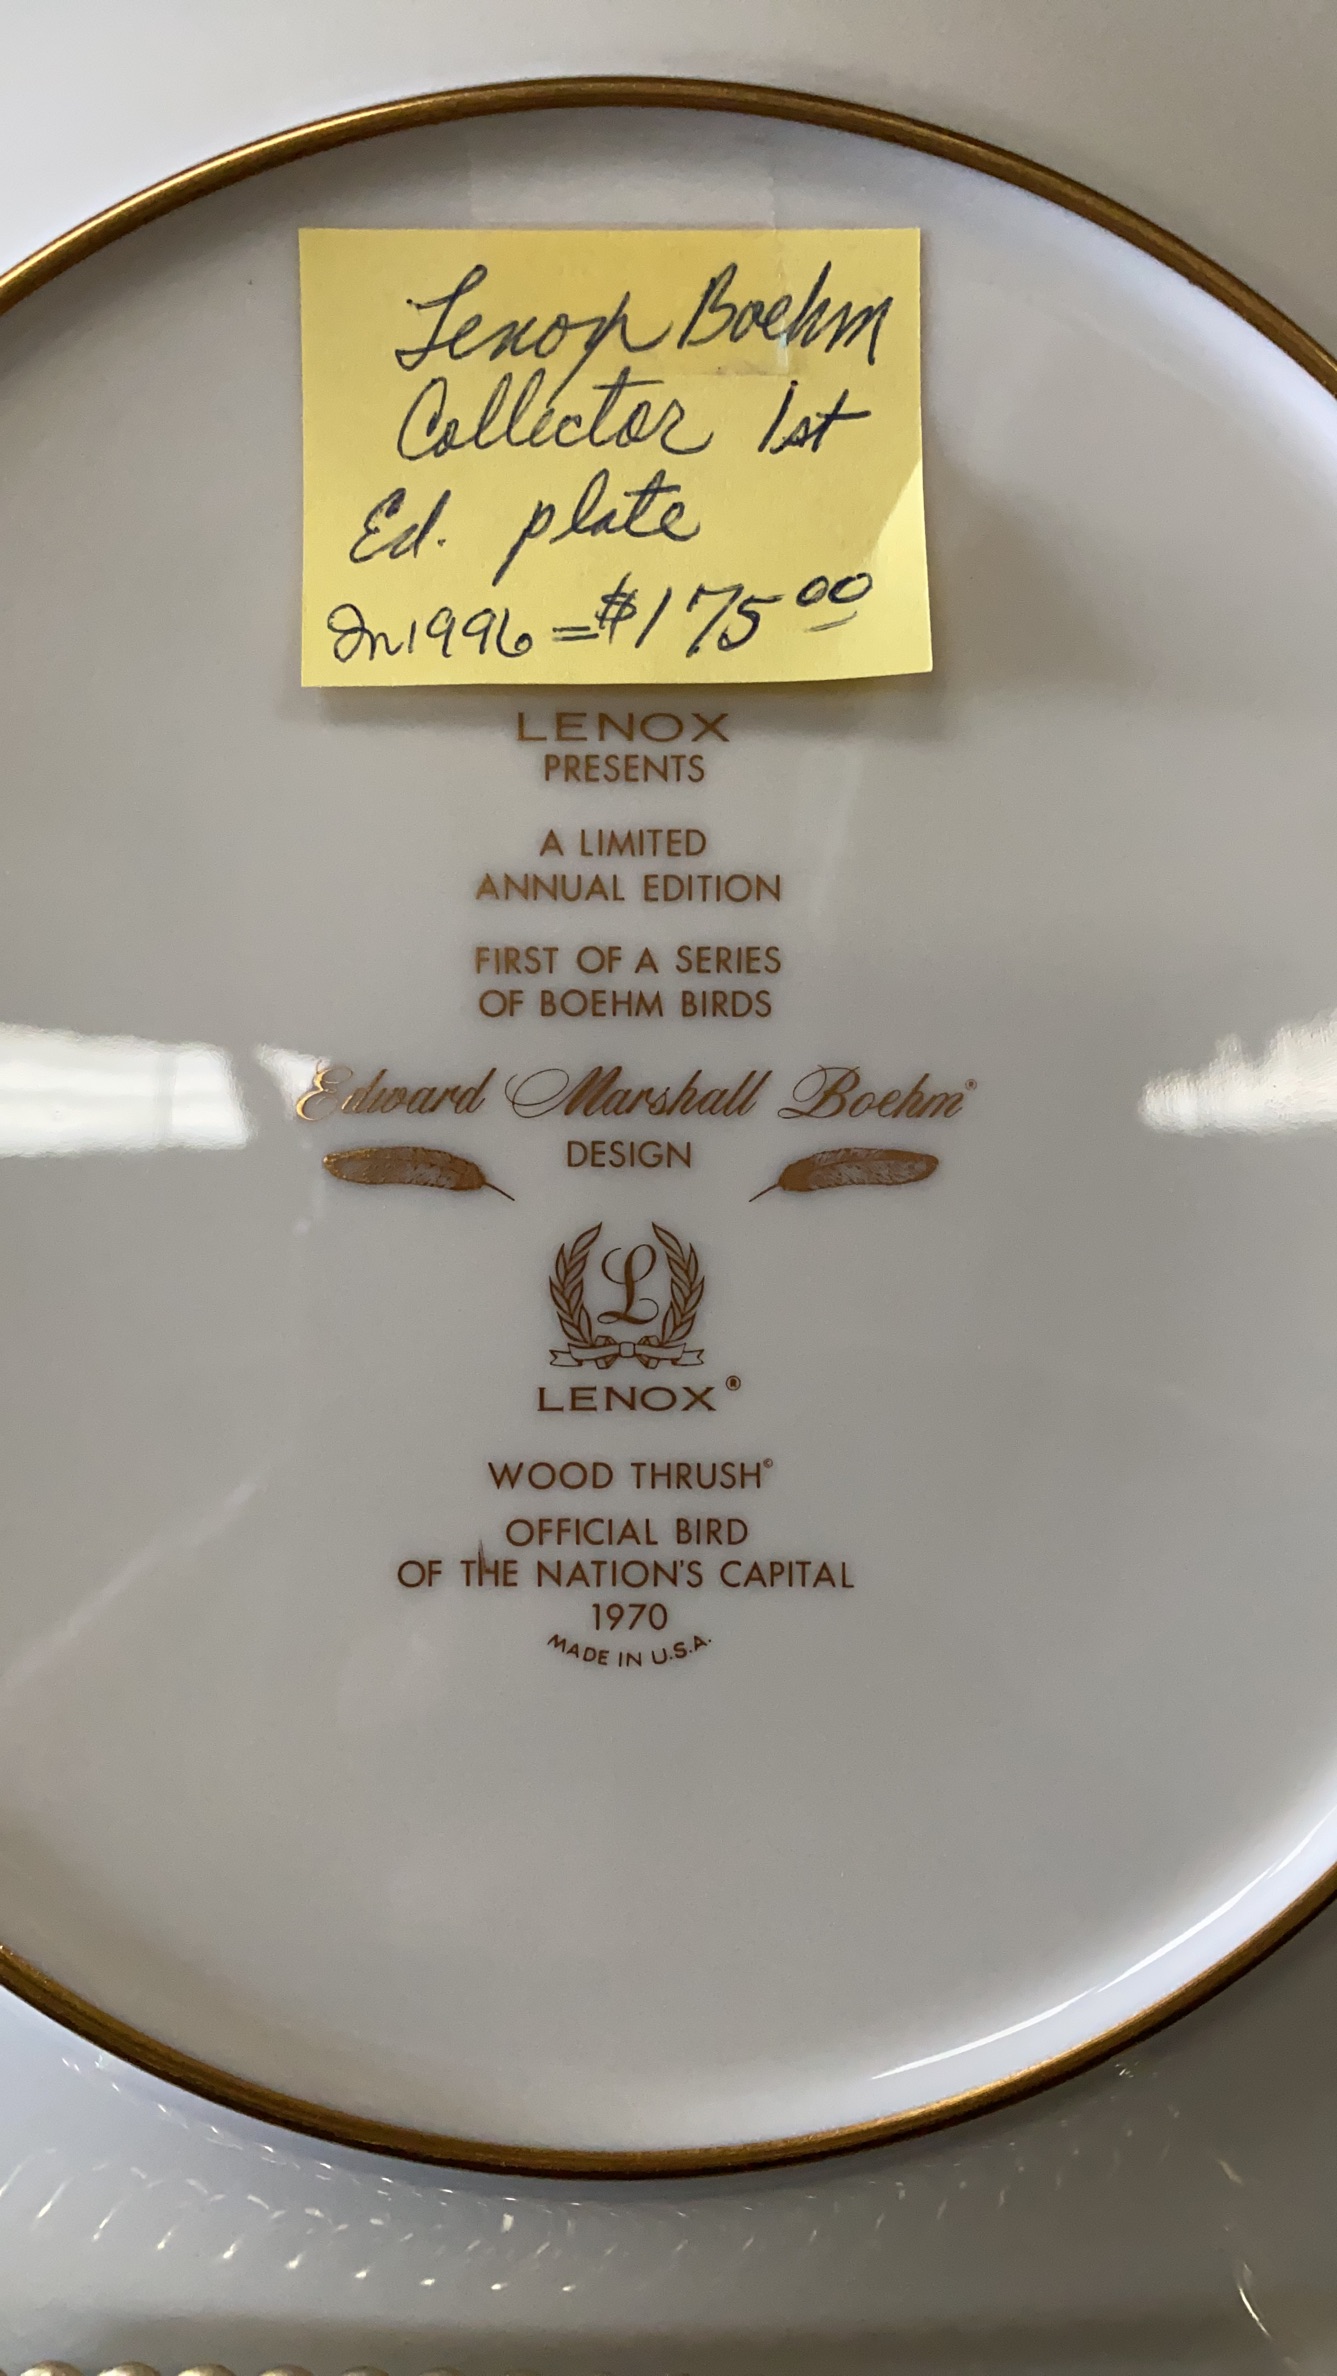 Lenox Boehm
Collector 1st
Ed. plate
In 1996 = $175.00
LENOX
PRESENTS
A LIMITED
ANNUAL EDITION
FIRST OF A SERIES
OF BOEHM BIRDS
Edward Marshall Boehm®
DESIGN
L
LENOX®
WOOD THRUSH©
OFFICIAL BIRD
OF THE NATION'S CAPITAL
1970
MADE IN U.S.A.